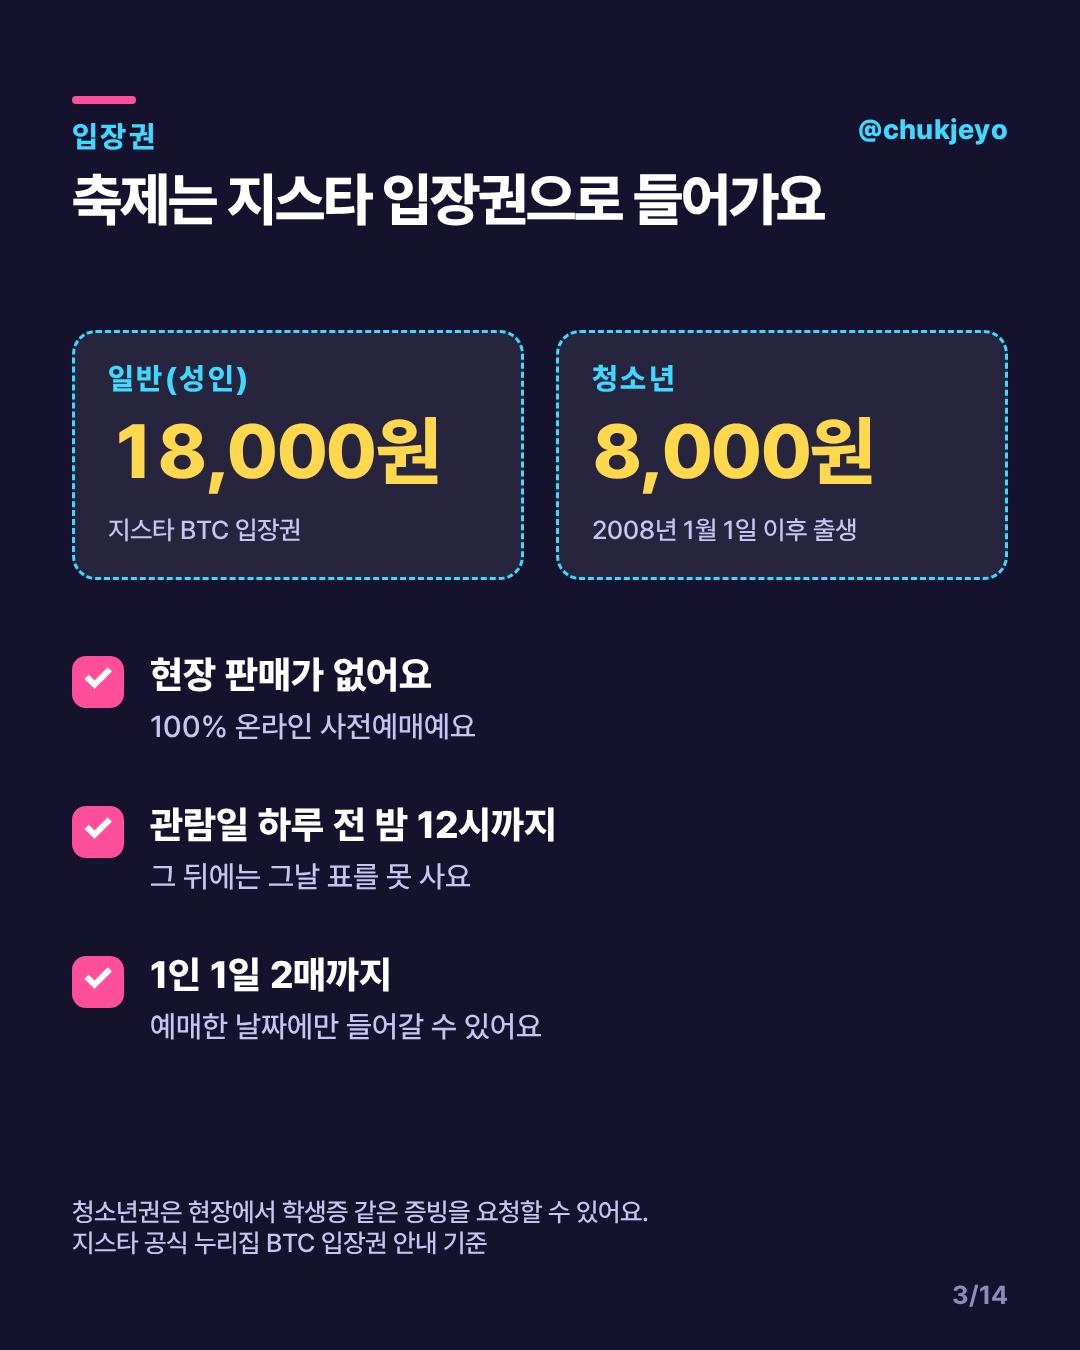 입장권
@chukjeyo
축제는 지스타 입장권으로 들어가요
일반(성인)
18,000원
지스타 BTC 입장권
청소년
8,000원
2008년 1월 1일 이후 출생
현장 판매가 없어요
100% 온라인 사전예매예요
관람일 하루 전 밤 12시까지
그 뒤에는 그날 표를 못 사요
1인 1일 2매까지
예매한 날짜에만 들어갈 수 있어요
청소년권은 현장에서 학생증 같은 증빙을 요청할 수 있어요.
지스타 공식 누리집 BTC 입장권 안내 기준
3/14